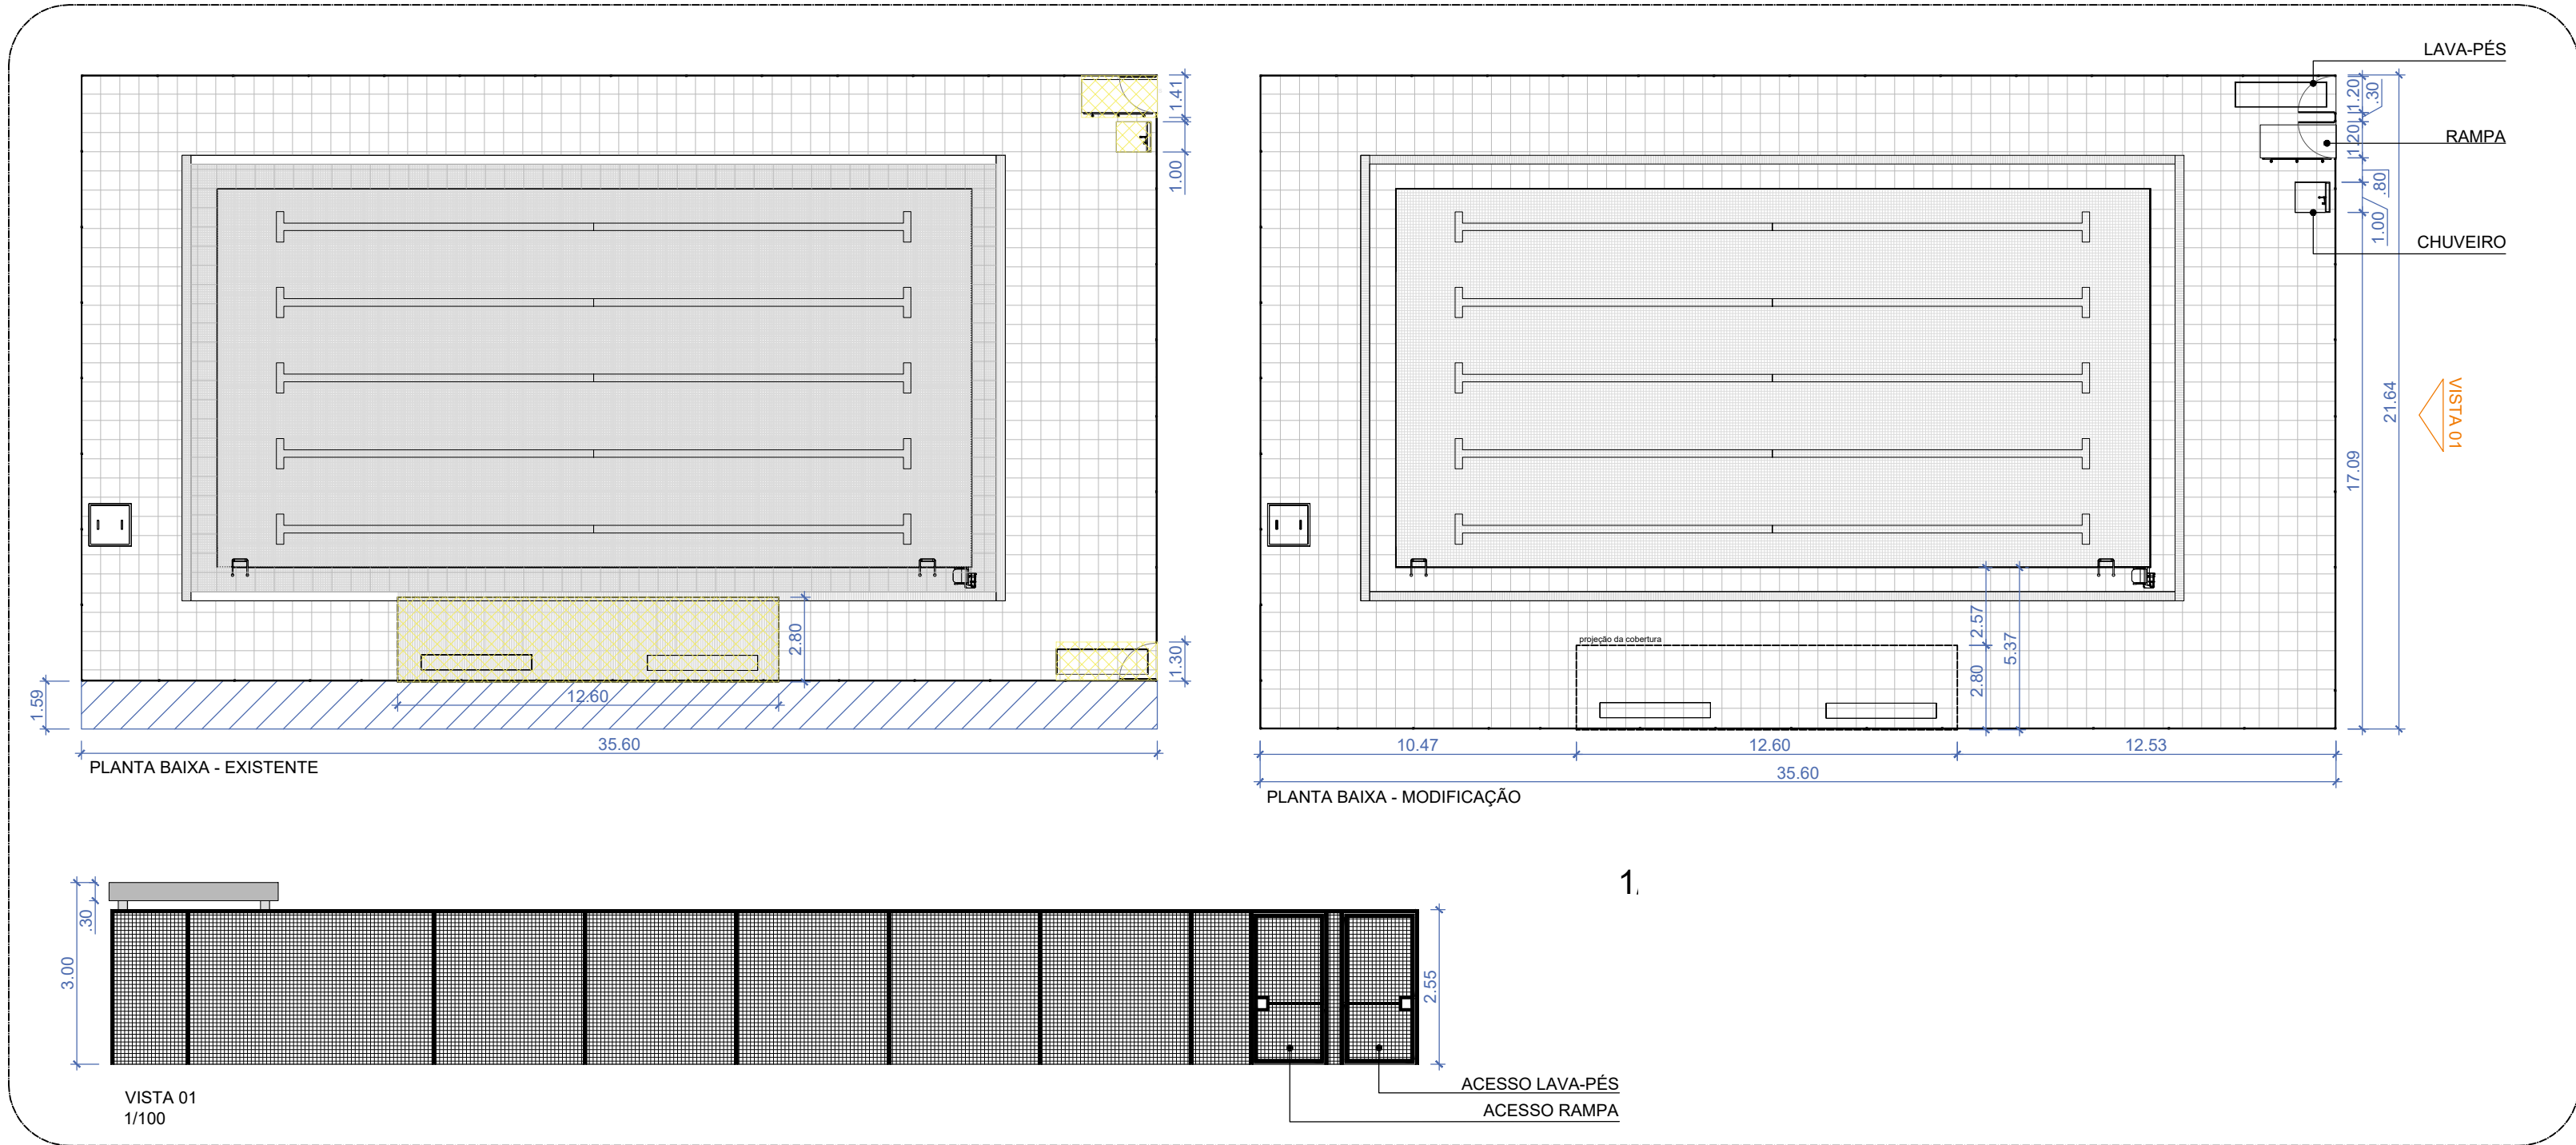 1.41
1.00
2.80
1.30
1.59
12.60
35.60
PLANTA BAIXA - EXISTENTE
LAVA-PÉS
1.20
.30
RAMPA
1.20
.80
1.00
CHUVEIRO
VISTA 01
21.64
17.09
2.57
5.37
2.80
projeção da cobertura
10.47
12.60
12.53
35.60
PLANTA BAIXA - MODIFICAÇÃO
1
.30
3.00
2.55
ACESSO LAVA-PÉS
ACESSO RAMPA
VISTA 01
1/100